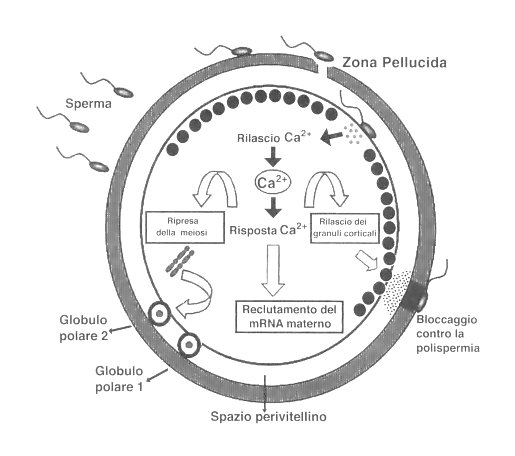 Zona Pellucida
Sperma
Rilascio Ca2+
Ca2+
Ripresa
della meiosi
Risposta Ca2+
Rilascio dei
granuli corticali
Reclutamento del
mRNA materno
Bloccaggio
contro la
polispermia
Globulo
polare 2
Globulo
polare 1
Spazio perivitellino